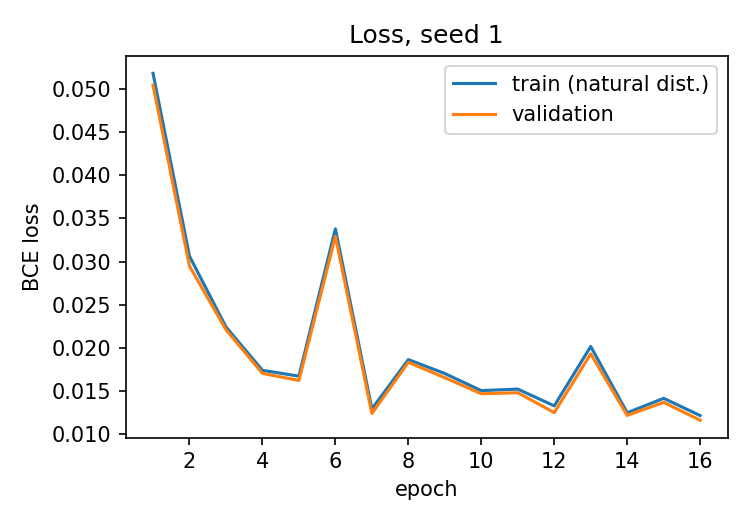 Loss, seed 1
train (natural dist.)
validation
BCE loss
0.050
0.045
0.040
0.035
0.030
0.025
0.020
0.015
0.010
2 4 6 8 10 12 14 16
epoch